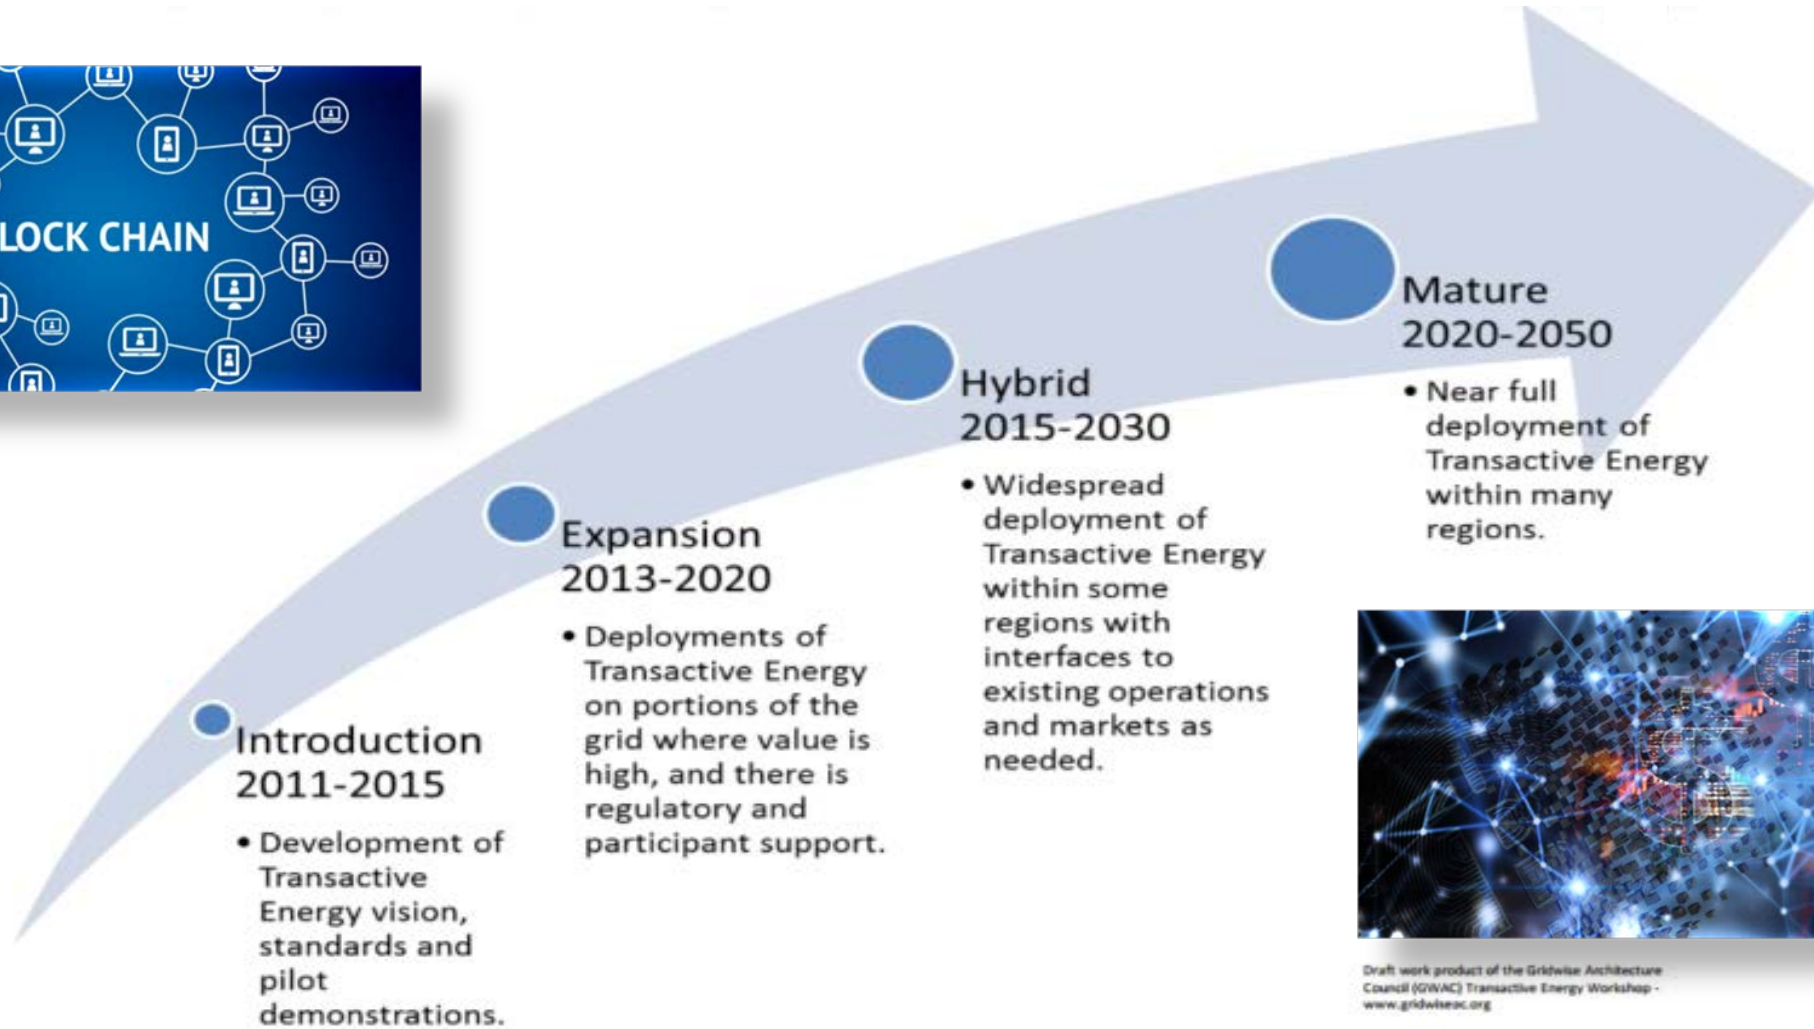 LOCK CHAIN
Introduction
2011-2015
• Development of
Transactive
Energy vision,
standards and
pilot
demonstrations.
Expansion
2013-2020
• Deployments of
Transactive Energy
on portions of the
grid where value is
high, and there is
regulatory and
participant support.
Hybrid
2015-2030
• Widespread
deployment of
Transactive Energy
within some
regions with
interfaces to
existing operations
and markets as
needed.
Mature
2020-2050
• Near full
deployment of
Transactive Energy
within many
regions.
Draft work product of the Gridwise Architecture
Council (GWAC) Transactive Energy Workshop -
www.gridwiseac.org